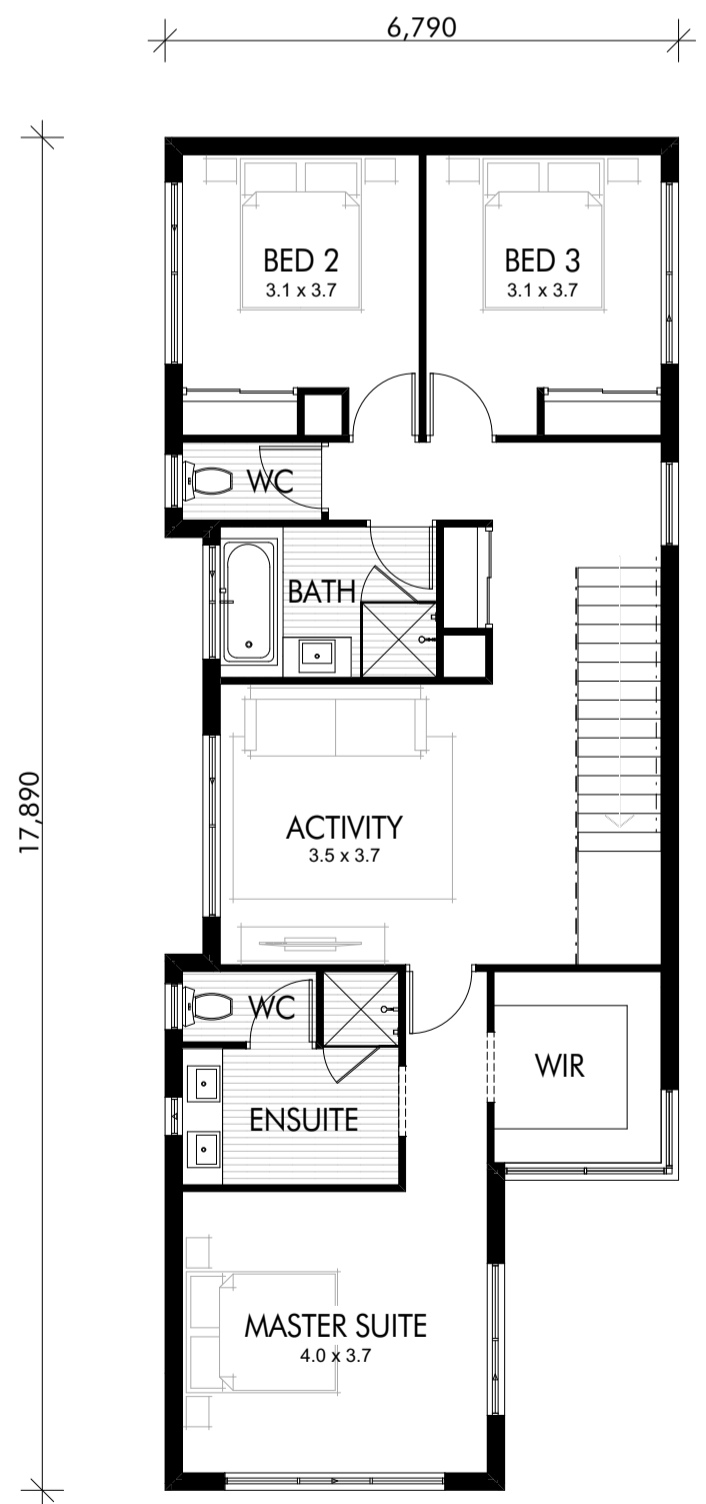 6,790
BED 2
3.1 x 3.7
BED 3
3.1 x 3.7
WC
BATH
17,890
ACTIVITY
3.5 x 3.7
WC
WIR
ENSUITE
MASTER SUITE
4.0 x 3.7